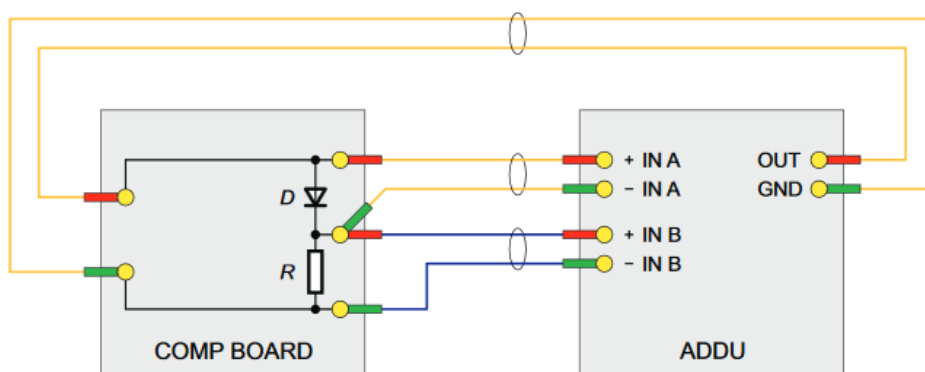 + IN A
OUT
− IN A
GND
D
+ IN B
− IN B
R
COMP BOARD
ADDU